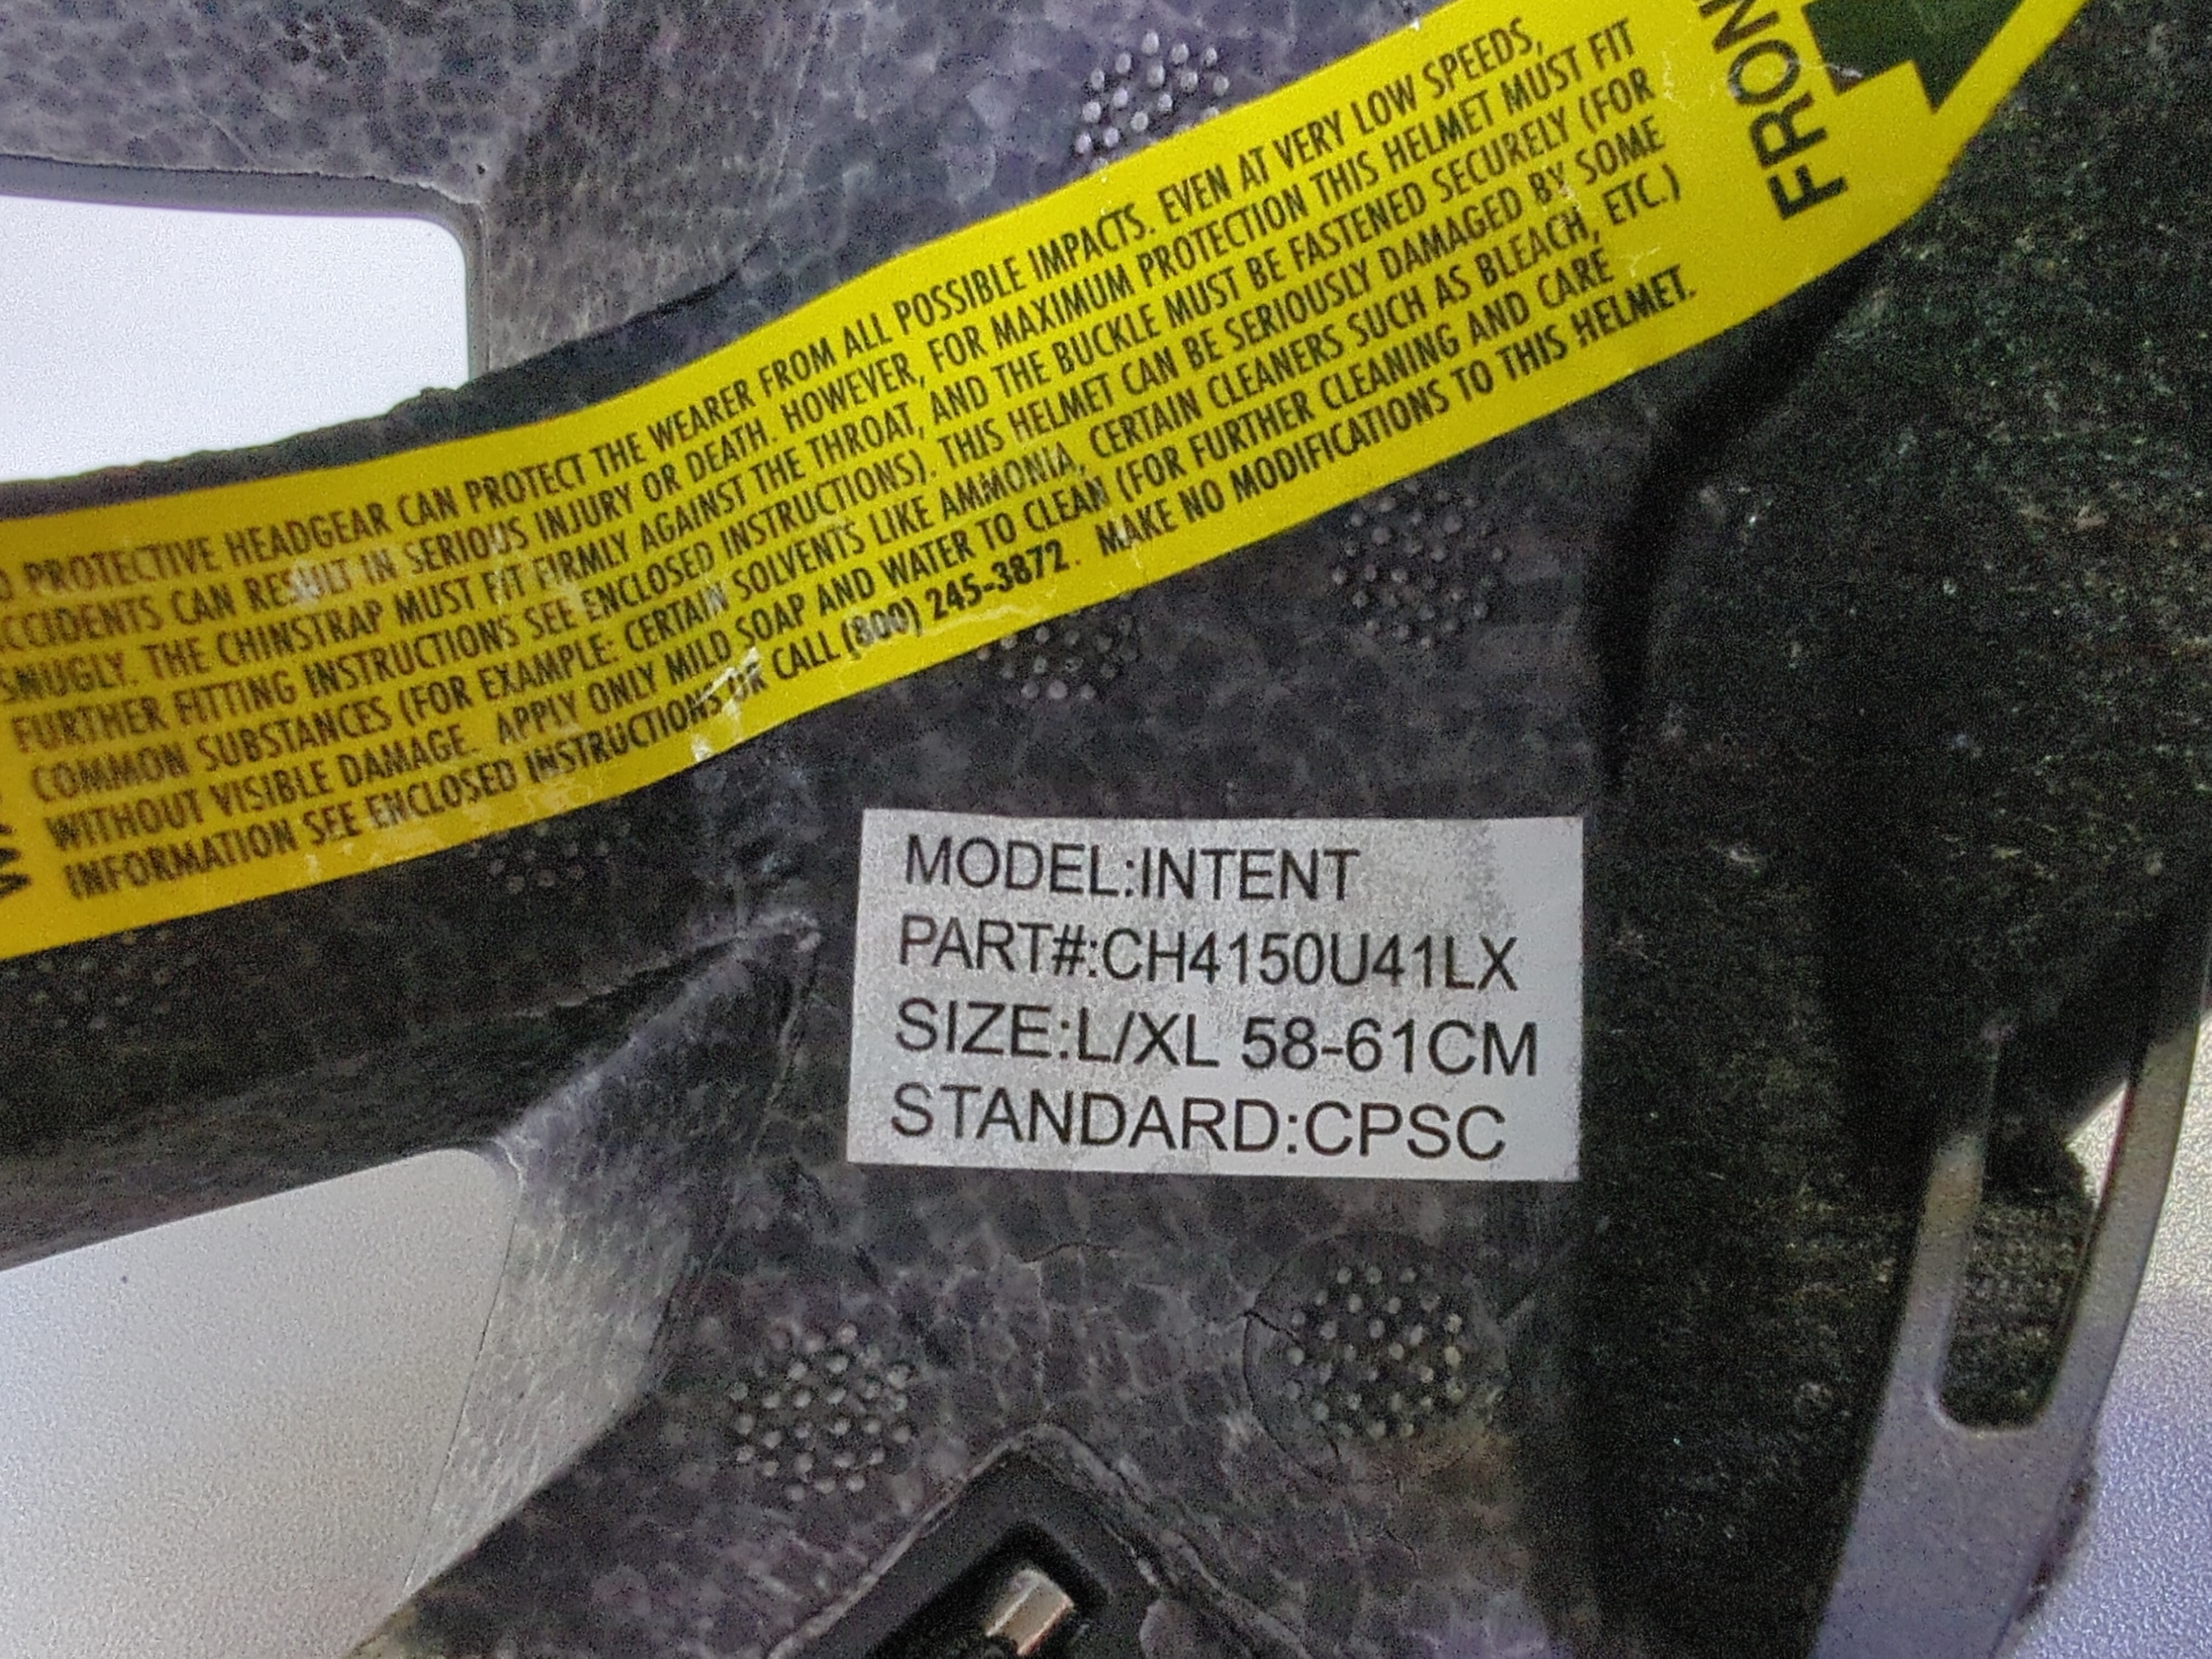 PROTECTIVE HEADGEAR CAN PROTECT THE WEARER FROM ALL POSSIBLE IMPACTS. EVEN AT VERY LOW SPEEDS,
CCIDENTS CAN RESULT IN SERIOUS INJURY OR DEATH. HOWEVER, FOR MAXIMUM PROTECTION THIS HELMET MUST FIT
SNUGLY. THE CHINSTRAP MUST FIT FIRMLY AGAINST THE THROAT, AND THE BUCKLE MUST BE FASTENED SECURELY (FOR
FURTHER FITTING INSTRUCTIONS SEE ENCLOSED INSTRUCTIONS). THIS HELMET CAN BE SERIOUSLY DAMAGED BY SOME
COMMON SUBSTANCES (FOR EXAMPLE: CERTAIN SOLVENTS LIKE AMMONIA, CERTAIN CLEANERS SUCH AS BLEACH, ETC.)
WITHOUT VISIBLE DAMAGE. APPLY ONLY MILD SOAP AND WATER TO CLEAN (FOR FURTHER CLEANING AND CARE
INFORMATION SEE ENCLOSED INSTRUCTIONS OR CALL (800) 245-3872. MAKE NO MODIFICATIONS TO THIS HELMET.
FRON
MODEL:INTENT
PART#:CH4150U41LX
SIZE:L/XL 58-61CM
STANDARD:CPSC